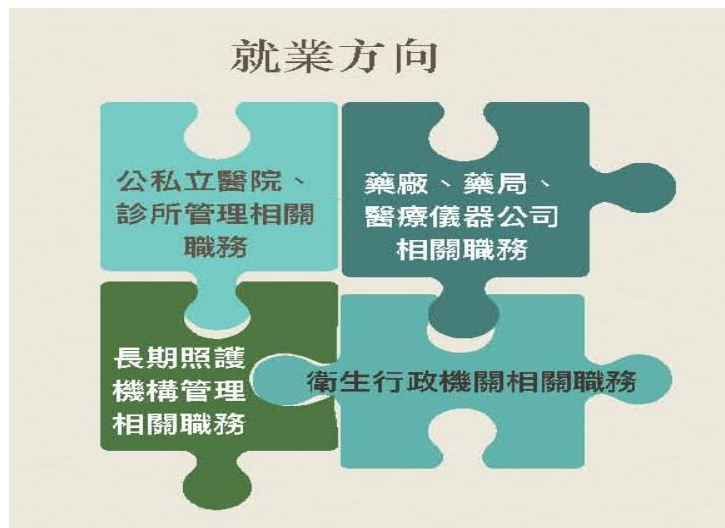 就業方向
公私立醫院、
診所管理相關
職務
藥廠、藥局、
醫療儀器公司
相關職務
長期照護
機構管理
相關職務
衛生行政機關相關職務